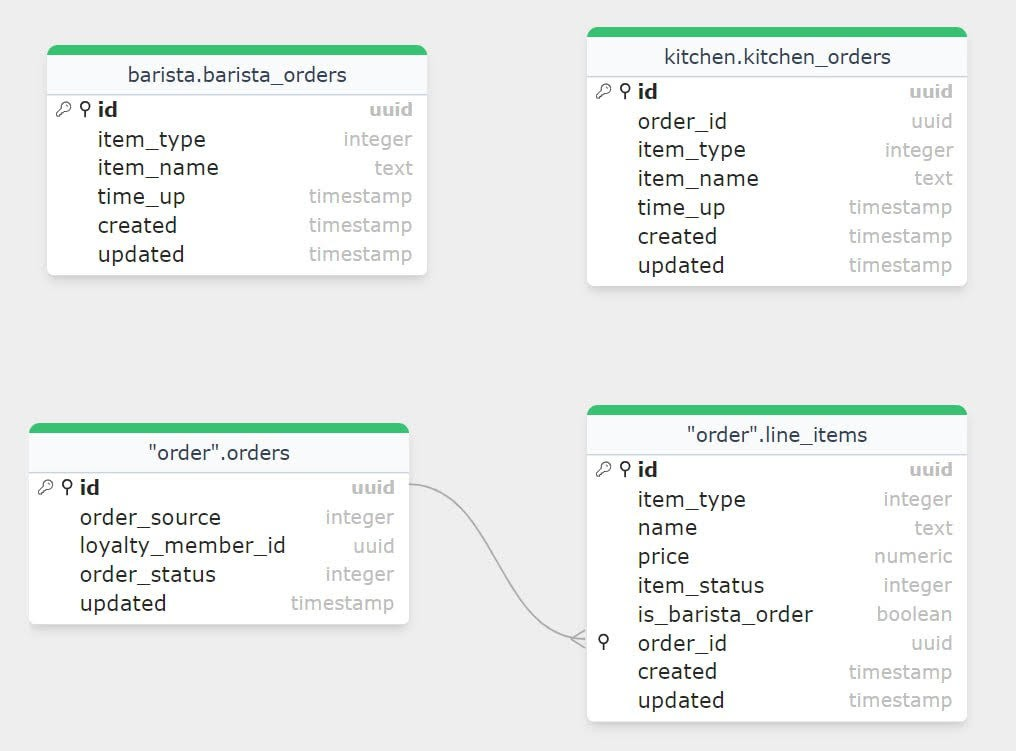 barista.barista_orders
id uuid
item_type integer
item_name text
time_up timestamp
created timestamp
updated timestamp
kitchen.kitchen_orders
id uuid
order_id uuid
item_type integer
item_name text
time_up timestamp
created timestamp
updated timestamp
"order".orders
id uuid
order_source integer
loyalty_member_id uuid
order_status integer
updated timestamp
"order".line_items
id uuid
item_type integer
name text
price numeric
item_status integer
is_barista_order boolean
order_id uuid
created timestamp
updated timestamp